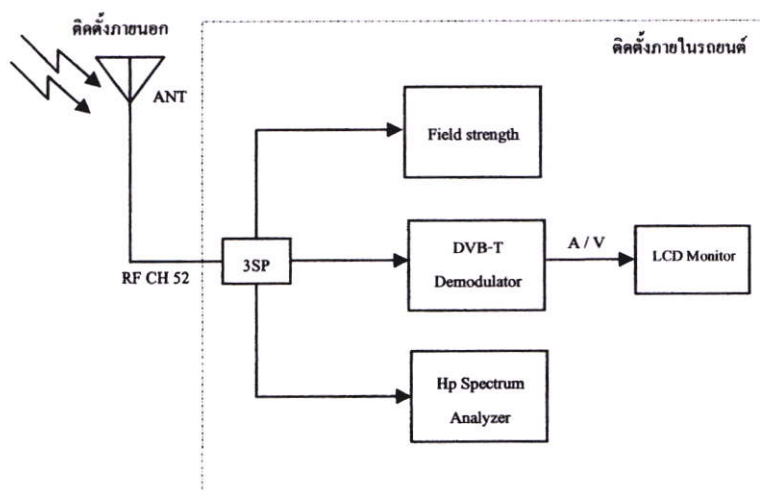 ติดตั้งภายนอก
ติดตั้งภายในรถยนต์
ANT
Field strength
RF CH 52
3SP
DVB-T
Demodulator
A / V
LCD Monitor
Hp Spectrum
Analyzer